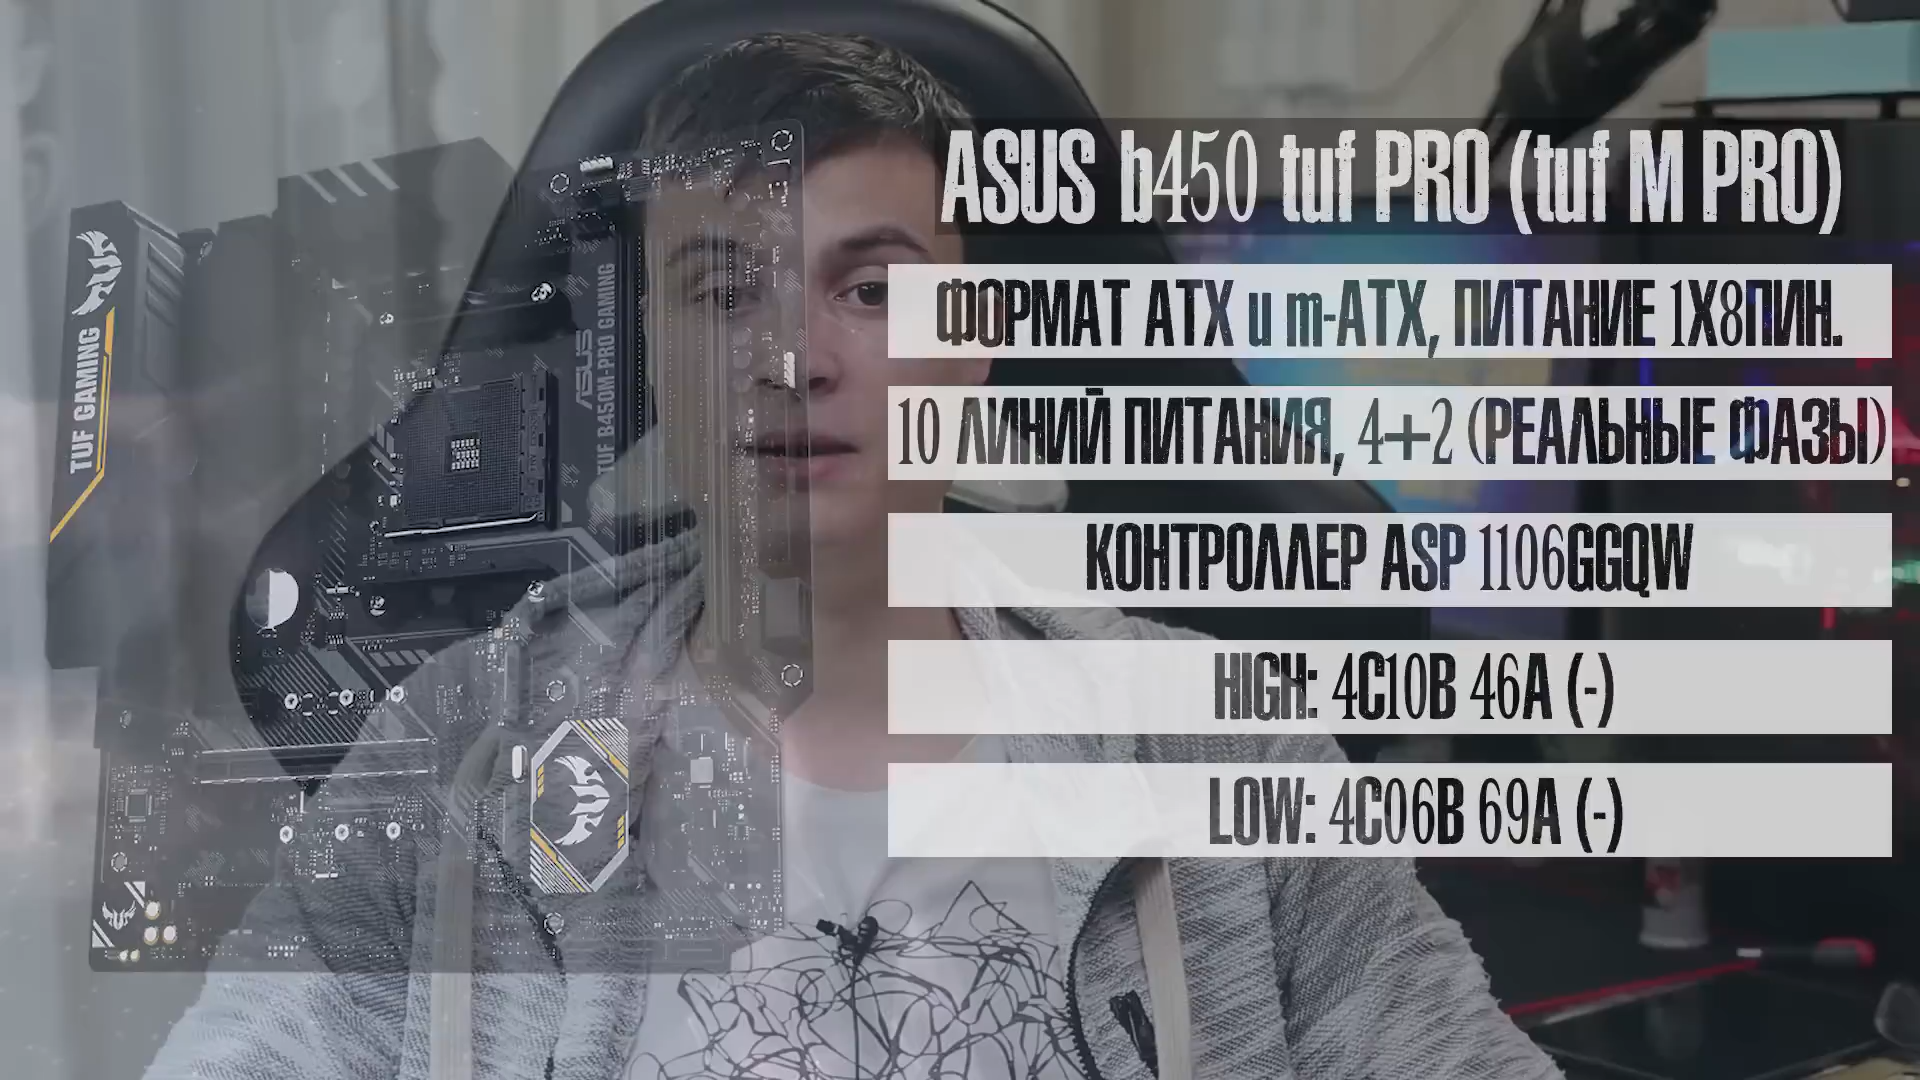 ASUS b450 tuf PRO (tuf M PRO)
ФОРМАТ ATX и m-ATX, ПИТАНИЕ 1X8ПИН.
10 ЛИНИЙ ПИТАНИЯ, 4+2 (РЕАЛЬНЫЕ ФАЗЫ)
КОНТРОЛЛЕР ASP 1106GGQW
HIGH: 4C10B 46A (-)
LOW: 4C06B 69A (-)
TUF GAMING
ASUS
TUF B450M-PRO GAMING